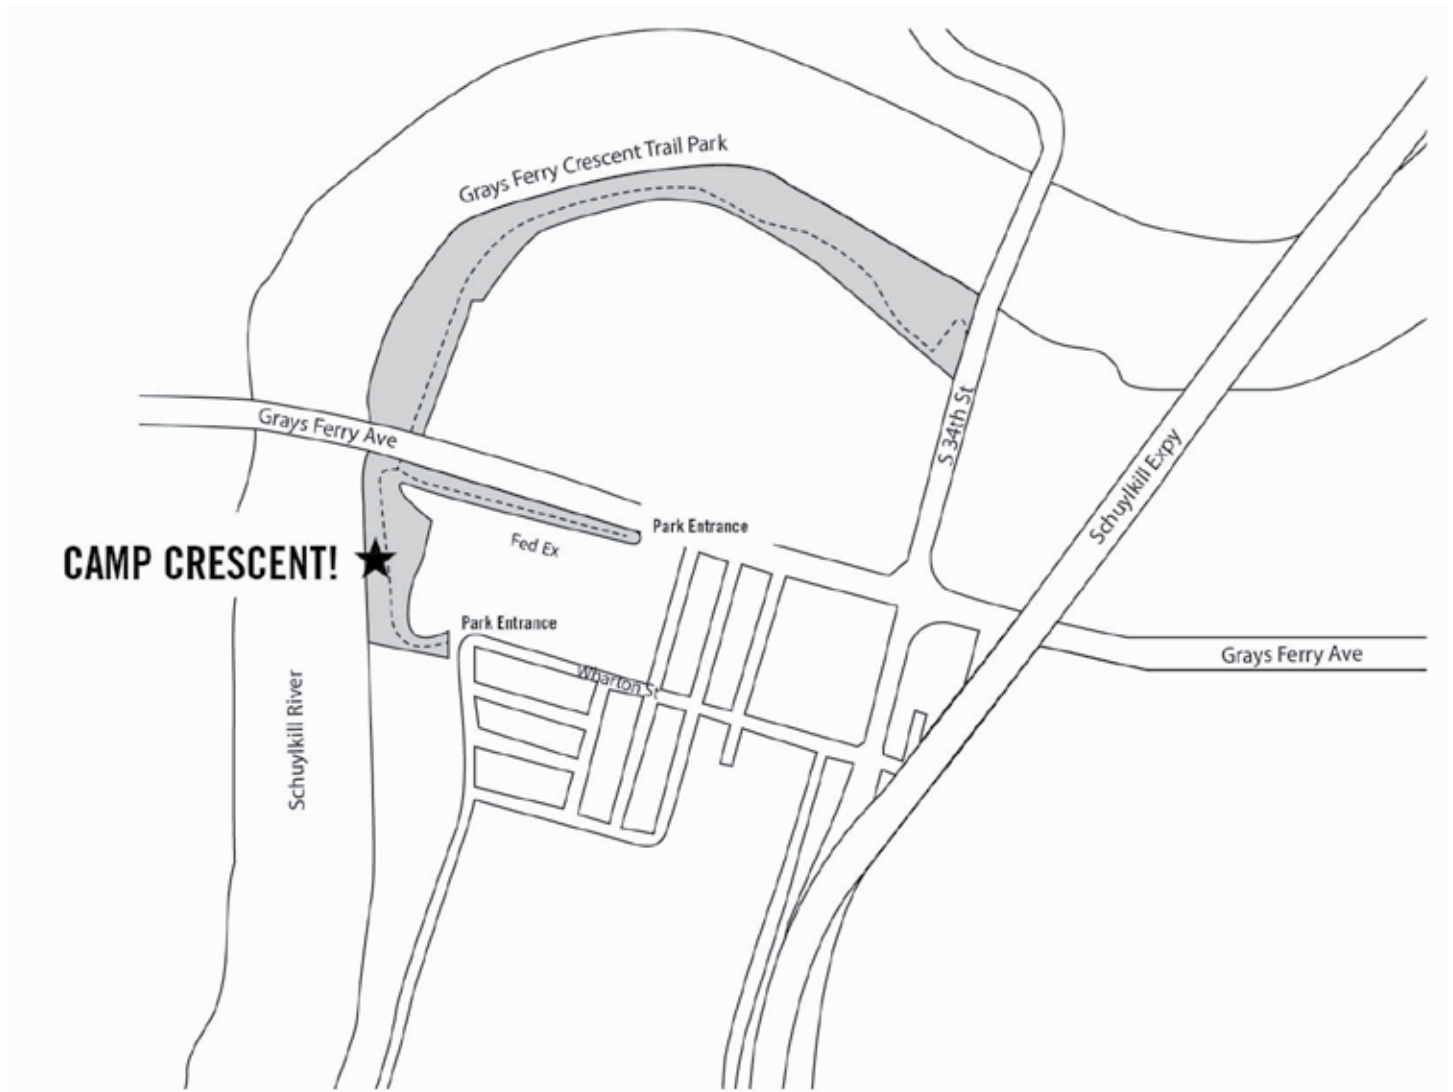 Grays Ferry Crescent Trail Park
Grays Ferry Ave
S 34th St
Schuylkill Expy
Park Entrance
Fed Ex
CAMP CRESCENT!
Park Entrance
Wharton St
Grays Ferry Ave
Schuylkill River